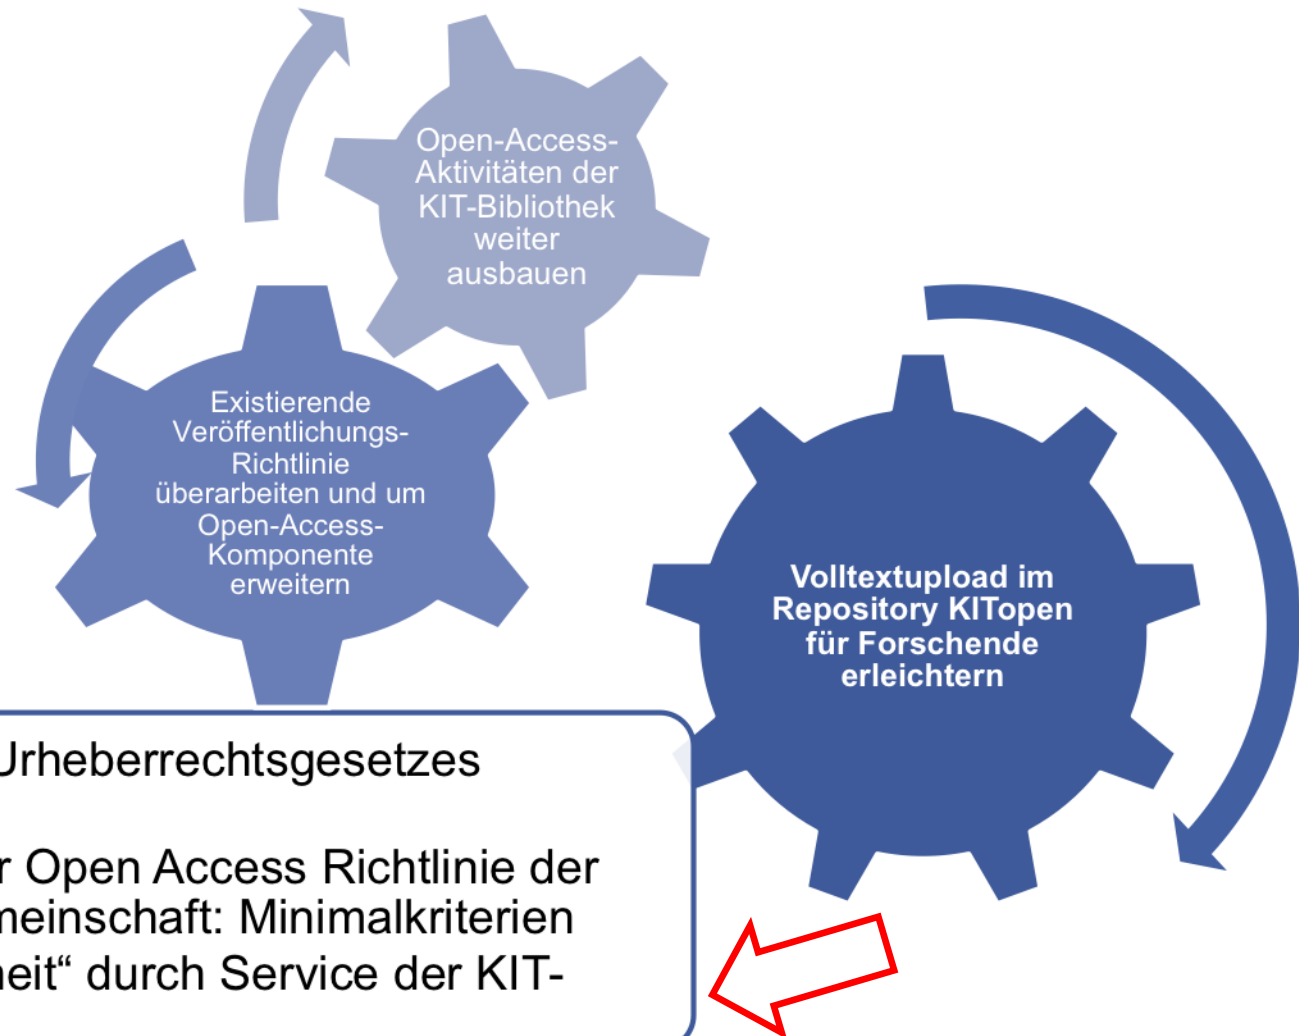 Open-Access-
Aktivitäten der
KIT-Bibliothek
weiter
ausbauen
Existierende
Veröffentlichungs-
Richtlinie
überarbeiten und um
Open-Access-
Komponente
erweitern
Volltextupload im
Repository KITopen
für Forschende
erleichtern
Urheberrechtsgesetzes
r Open Access Richtlinie der
meinschaft: Minimalkriterien
heit“ durch Service der KIT-